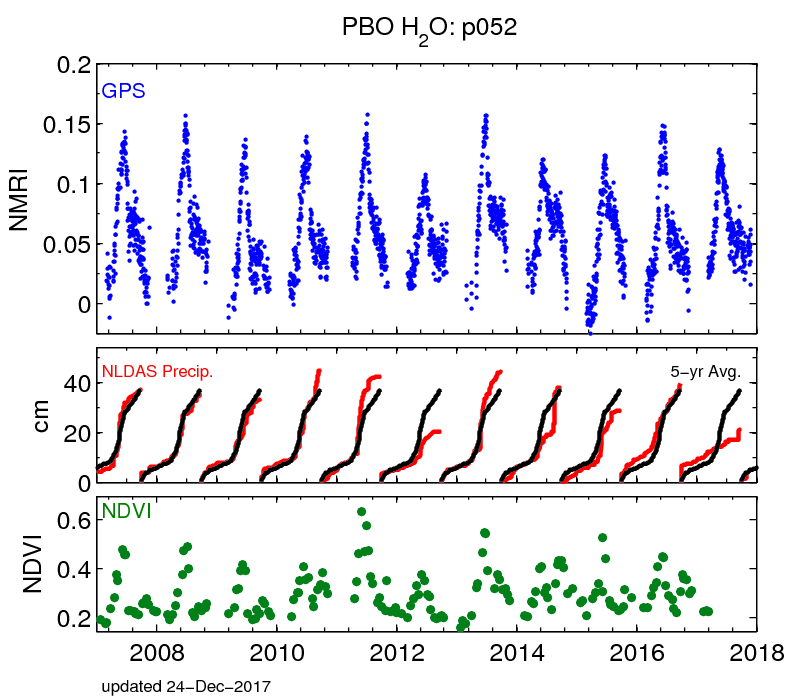 PBO H₂O: p052
GPS
NMRI
0.2
0.15
0.1
0.05
0
NLDAS Precip.
5−yr Avg.
cm
40
20
0
NDVI
NDVI
0.6
0.4
0.2
2008 2010 2012 2014 2016 2018
updated 24−Dec−2017